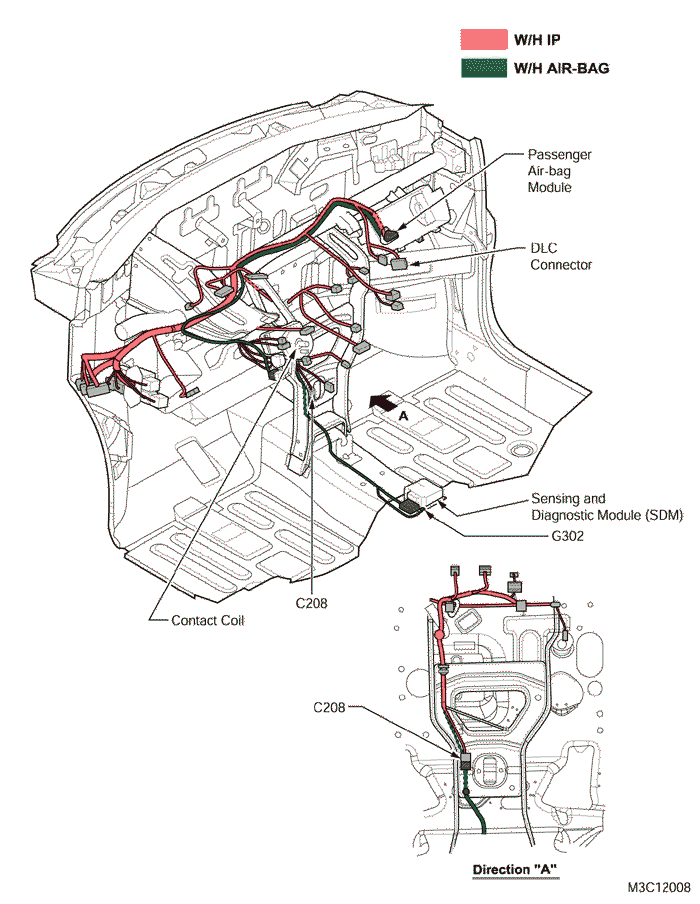 W/H IP
W/H AIR-BAG
Passenger
Air-bag
Module
DLC
Connector
A
Sensing and
Diagnostic Module (SDM)
G302
C208
Contact Coil
C208
Direction "A"
M3C12008